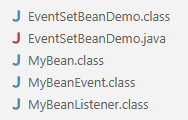 EventSetBeanDemo.class
EventSetBeanDemo.java
MyBean.class
MyBeanEvent.class
MyBeanListener.class